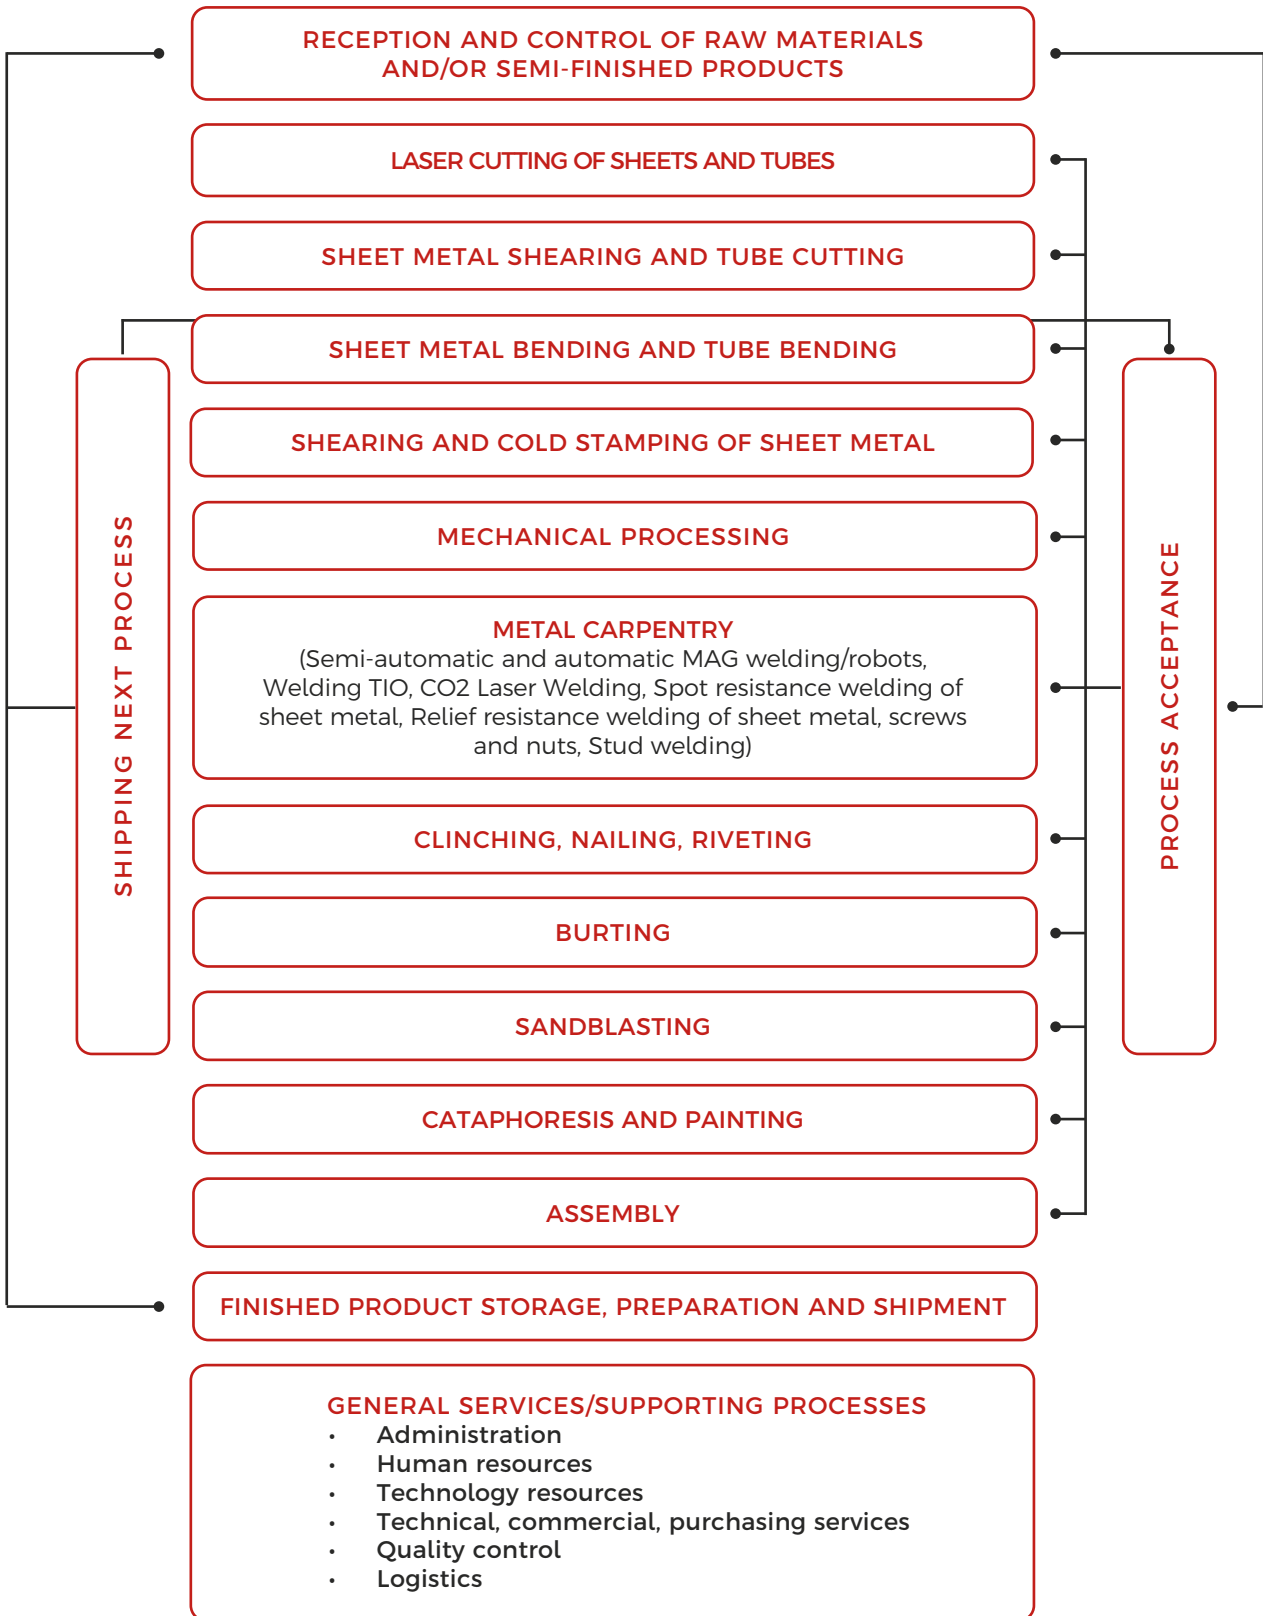 RECEPTION AND CONTROL OF RAW MATERIALS
AND/OR SEMI-FINISHED PRODUCTS
LASER CUTTING OF SHEETS AND TUBES
SHEET METAL SHEARING AND TUBE CUTTING
SHEET METAL BENDING AND TUBE BENDING
SHEARING AND COLD STAMPING OF SHEET METAL
MECHANICAL PROCESSING
METAL CARPENTRY
(Semi-automatic and automatic MAG welding/robots,
Welding TIO, CO2 Laser Welding, Spot resistance welding of
sheet metal, Relief resistance welding of sheet metal, screws
and nuts, Stud welding)
CLINCHING, NAILING, RIVETING
BURTING
SANDBLASTING
CATAPHORESIS AND PAINTING
ASSEMBLY
FINISHED PRODUCT STORAGE, PREPARATION AND SHIPMENT
SHIPPING NEXT PROCESS
PROCESS ACCEPTANCE
GENERAL SERVICES/SUPPORTING PROCESSES
• Administration
• Human resources
• Technology resources
• Technical, commercial, purchasing services
• Quality control
• Logistics